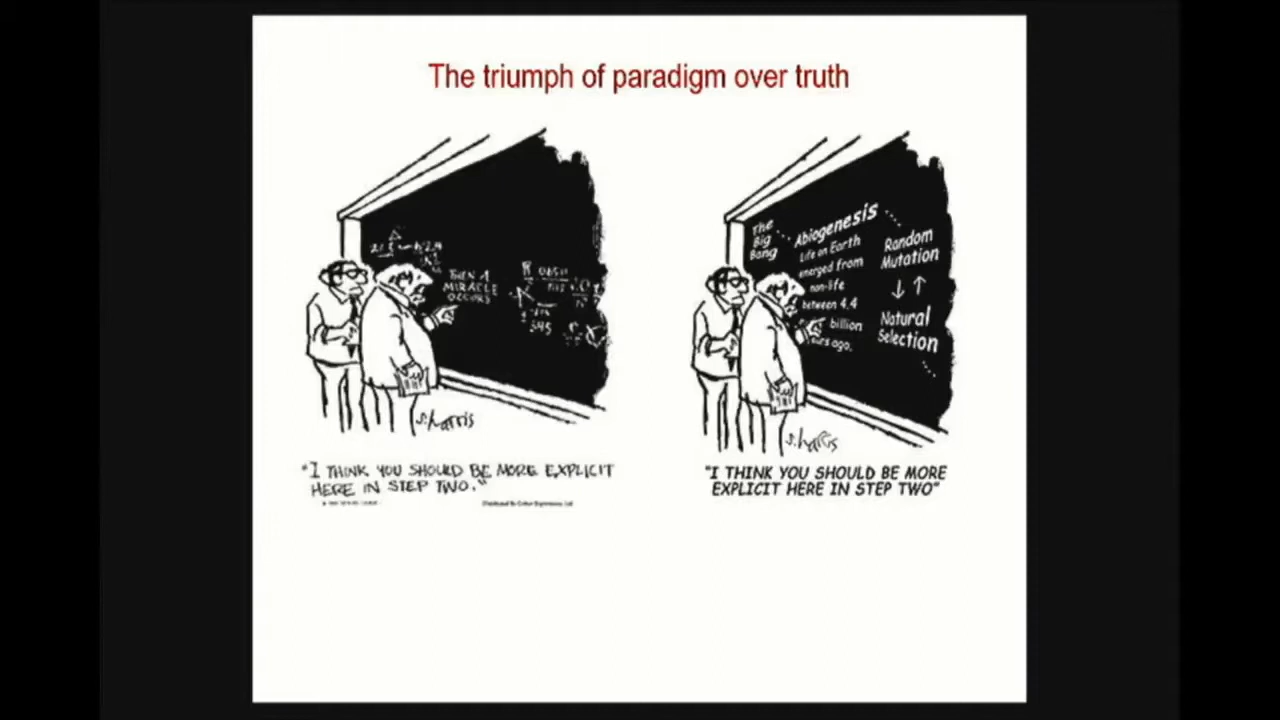 The triumph of paradigm over truth
THEN A
MIRACLE
OCCURS
S. Harris
"I THINK YOU SHOULD BE MORE EXPLICIT
HERE IN STEP TWO."
The
Big
Bang
Abiogenesis
Life on Earth
emerged from
non-life
between 4.4
billion
ago.
Random
Mutation
↓ ↑
Natural
Selection
S. Harris
"I THINK YOU SHOULD BE MORE
EXPLICIT HERE IN STEP TWO"